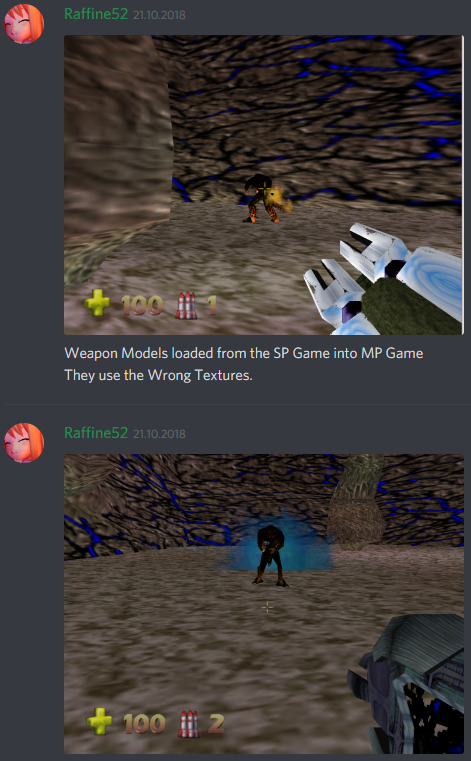 Raffine52 21.10.2018
100 1
Weapon Models loaded from the SP Game into MP Game
They use the Wrong Textures.
Raffine52 21.10.2018
100 2